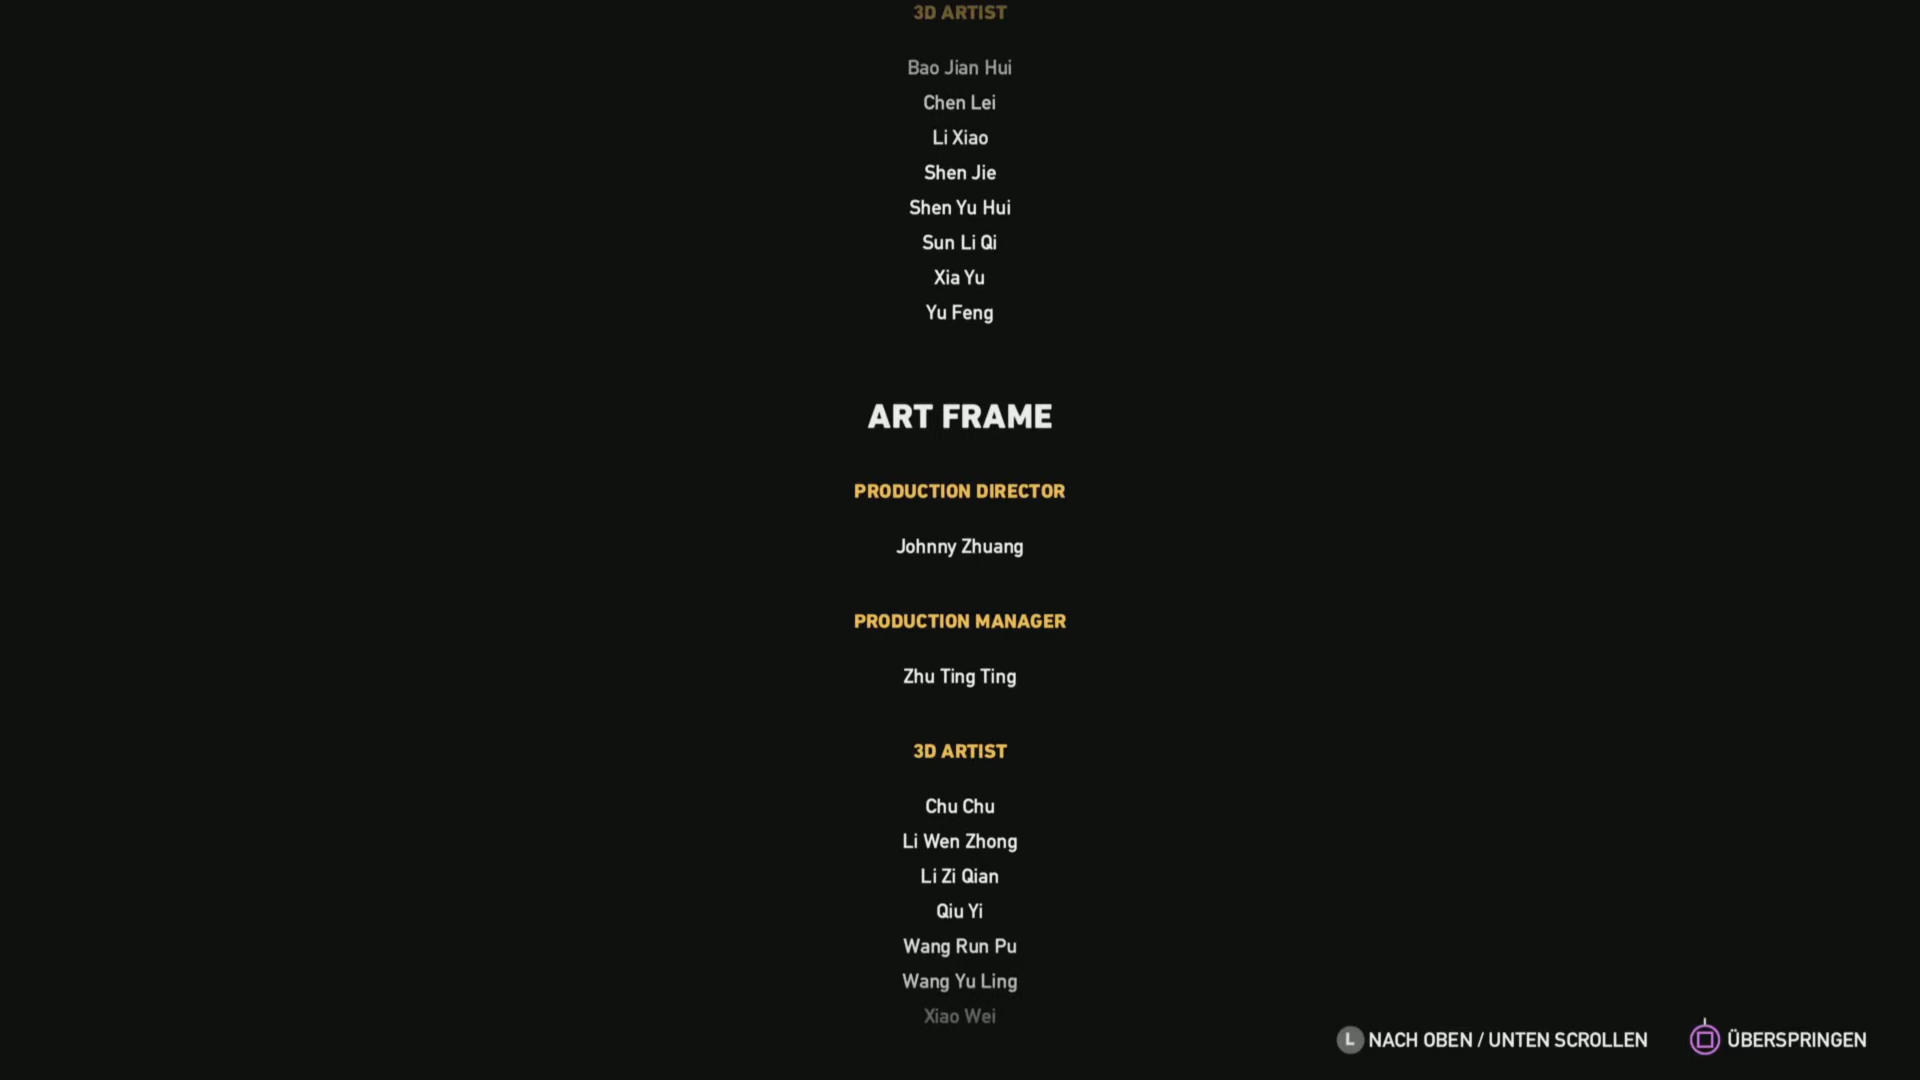 3D ARTIST
Bao Jian Hui
Chen Lei
Li Xiao
Shen Jie
Shen Yu Hui
Sun Li Qi
Xia Yu
Yu Feng
ART FRAME
PRODUCTION DIRECTOR
Johnny Zhuang
PRODUCTION MANAGER
Zhu Ting Ting
3D ARTIST
Chu Chu
Li Wen Zhong
Li Zi Qian
Qiu Yi
Wang Run Pu
Wang Yu Ling
Xiao Wei
L NACH OBEN / UNTEN SCROLLEN
ÜBERSPRINGEN